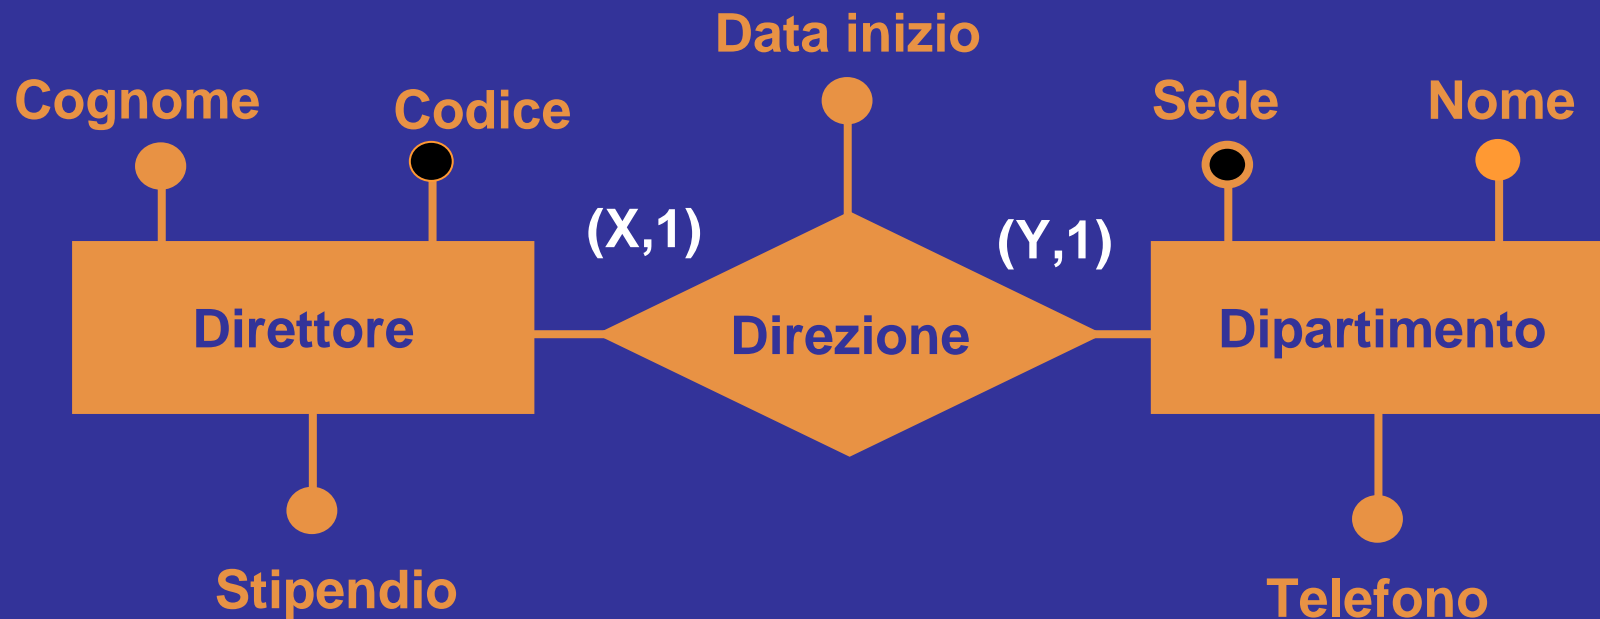 Data inizio
Cognome
Codice
Sede
Nome
(X,1)
(Y,1)
Direttore
Direzione
Dipartimento
Stipendio
Telefono